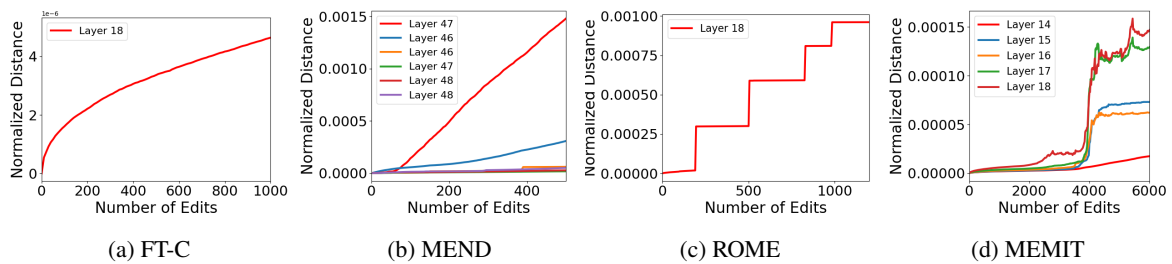 1e−6
Normalized Distance
4
2
0
0 200 400 600 800 1000
Number of Edits
Layer 18
(a) FT-C
Normalized Distance
0.0015
0.0010
0.0005
0.0000
0 200 400
Number of Edits
Layer 47
Layer 46
Layer 46
Layer 47
Layer 48
Layer 48
(b) MEND
Normalized Distance
0.00100
0.00075
0.00050
0.00025
0.00000
0 500 1000
Number of Edits
Layer 18
(c) ROME
Normalized Distance
0.00015
0.00010
0.00005
0.00000
0 2000 4000 6000
Number of Edits
Layer 14
Layer 15
Layer 16
Layer 17
Layer 18
(d) MEMIT